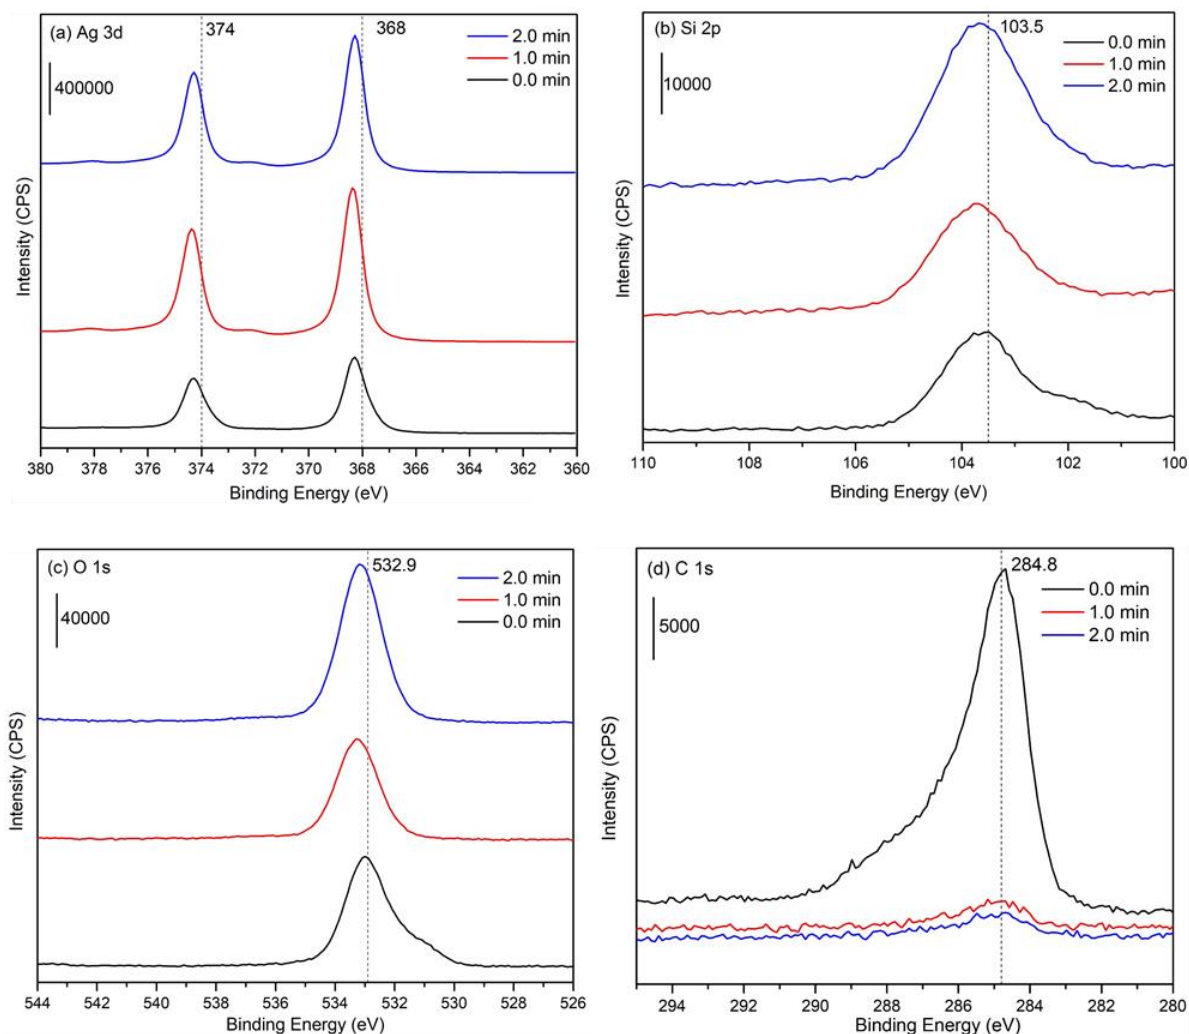 (a) Ag 3d
374
368
2.0 min
1.0 min
0.0 min
400000
Intensity (CPS)
380 378 376 374 372 370 368 366 364 362 360
Binding Energy (eV)
(b) Si 2p
103.5
0.0 min
1.0 min
2.0 min
10000
Intensity (CPS)
110 108 106 104 102 100
Binding Energy (eV)
(c) O 1s
532.9
2.0 min
1.0 min
0.0 min
40000
Intensity (CPS)
544 542 540 538 536 534 532 530 528 526
Binding Energy (eV)
(d) C 1s
284.8
0.0 min
1.0 min
2.0 min
5000
Intensity (CPS)
294 292 290 288 286 284 282 280
Binding Energy (eV)